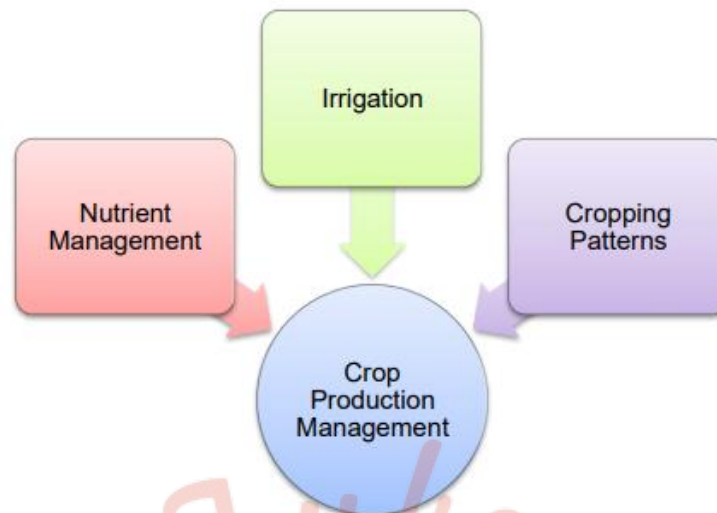 Irrigation
Nutrient
Management
Cropping
Patterns
Crop
Production
Management